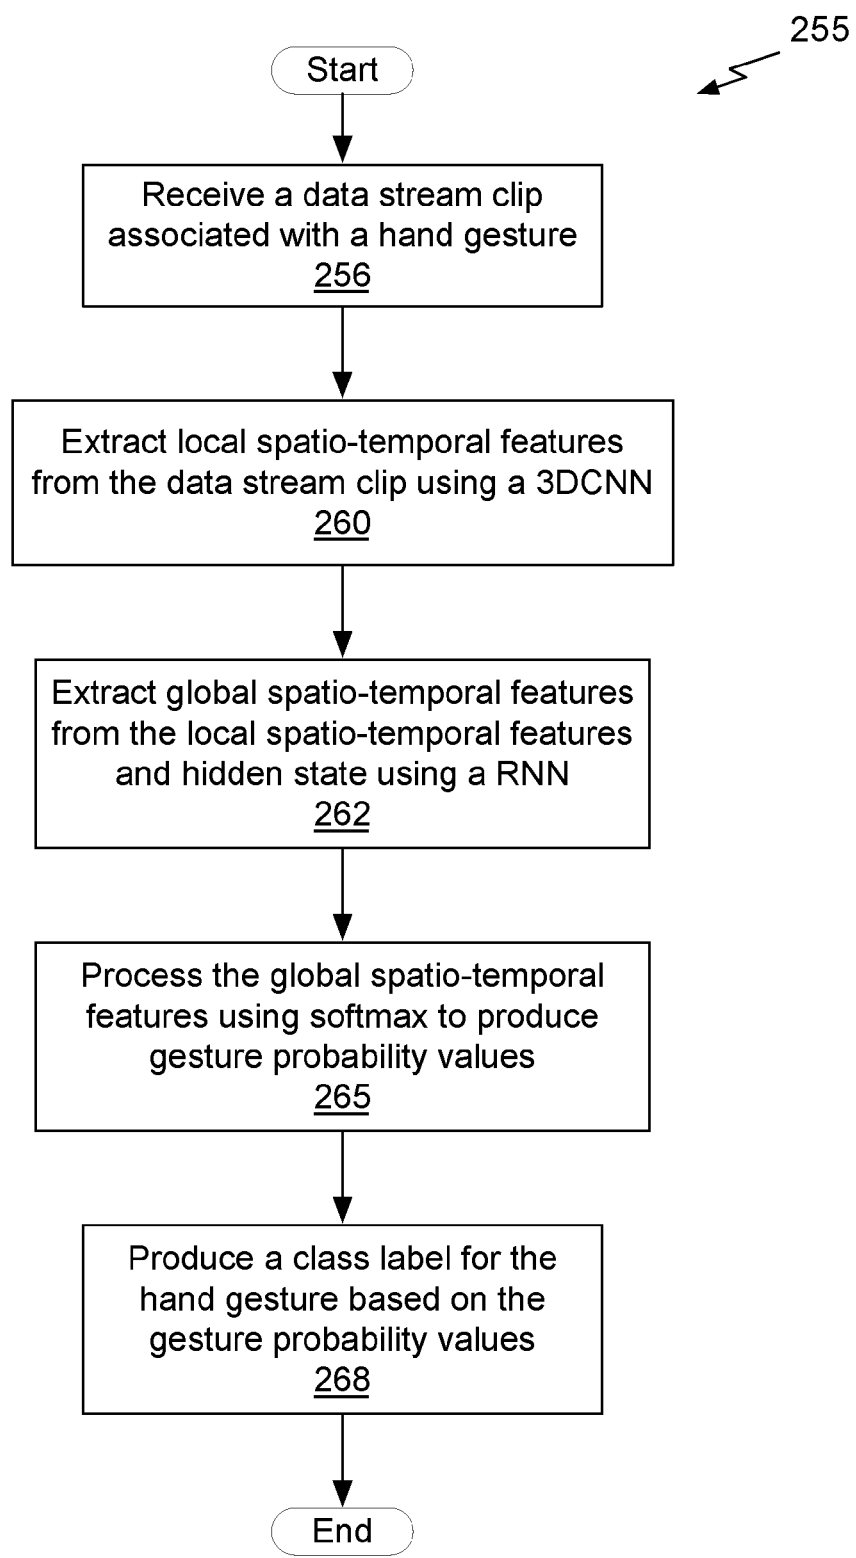 255
Start
Receive a data stream clip
associated with a hand gesture
256
Extract local spatio-temporal features
from the data stream clip using a 3DCNN
260
Extract global spatio-temporal features
from the local spatio-temporal features
and hidden state using a RNN
262
Process the global spatio-temporal
features using softmax to produce
gesture probability values
265
Produce a class label for the
hand gesture based on the
gesture probability values
268
End